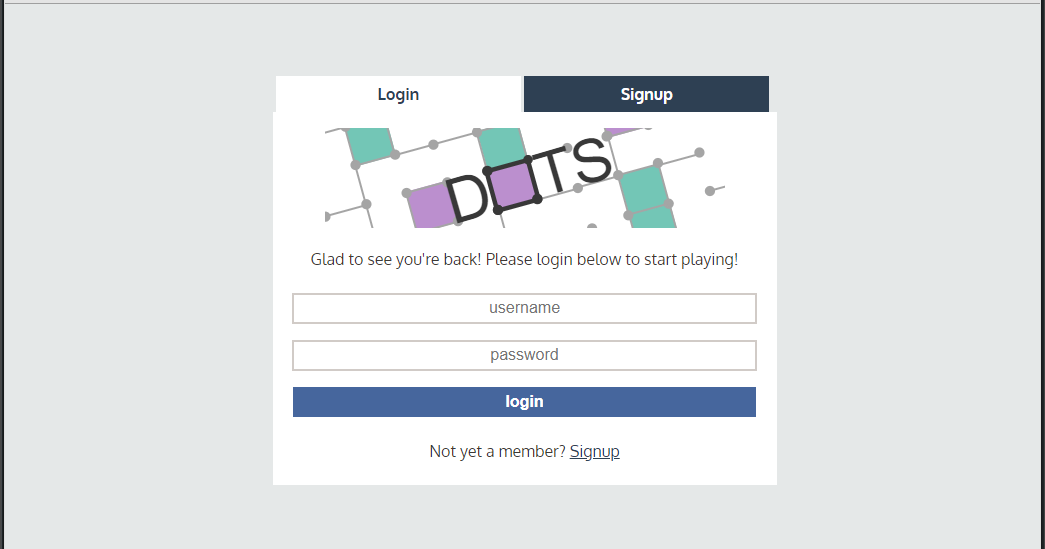 Login
Signup
DOTS
Glad to see you're back! Please login below to start playing!
username
password
login
Not yet a member? Signup